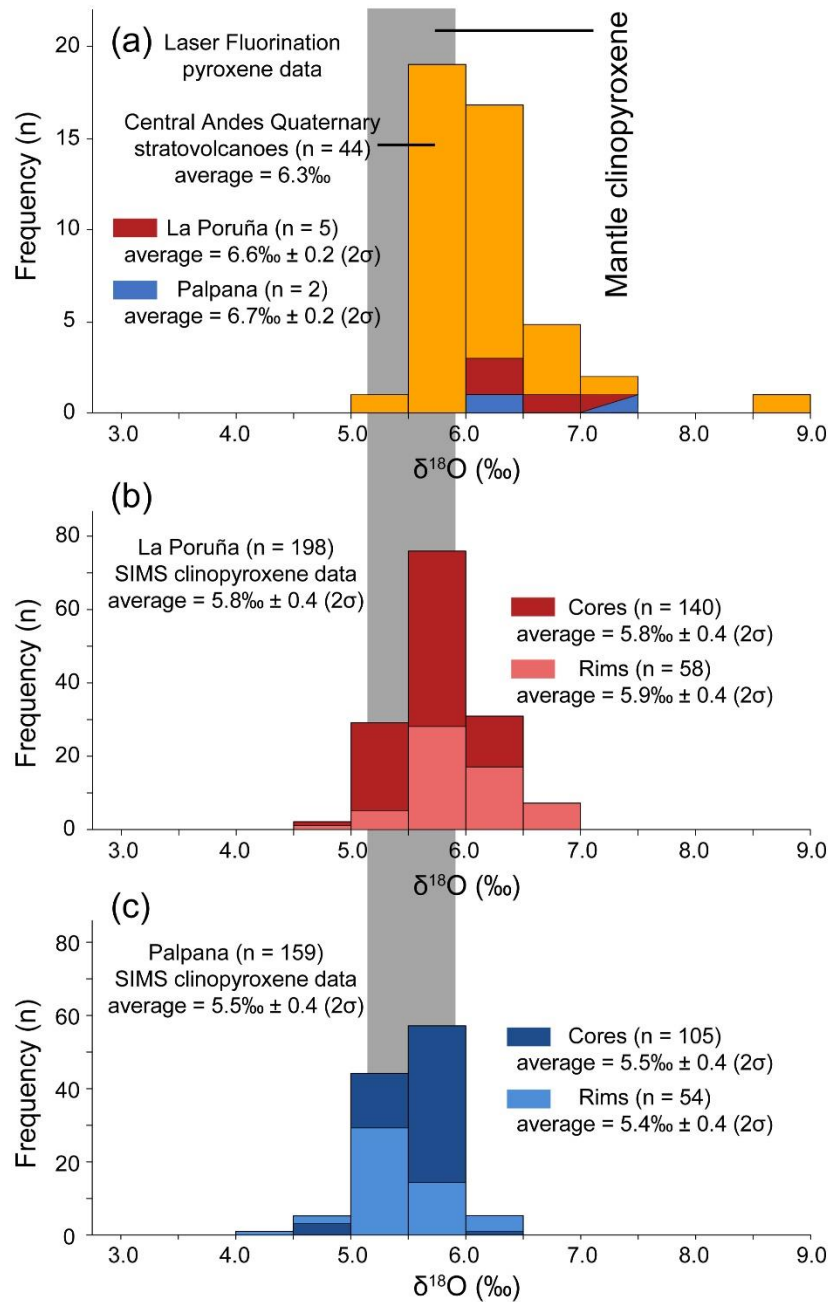 (a)
Laser Fluorination
pyroxene data
Central Andes Quaternary
stratovolcanoes (n = 44)
average = 6.3‰
La Poruña (n = 5)
average = 6.6‰ ± 0.2 (2σ)
Palpana (n = 2)
average = 6.7‰ ± 0.2 (2σ)
Mantle clinopyroxene
Frequency (n)
20
15
10
5
0
3.0 4.0 5.0 6.0 7.0 8.0 9.0
δ¹⁸O (‰)
(b)
La Poruña (n = 198)
SIMS clinopyroxene data
average = 5.8‰ ± 0.4 (2σ)
Cores (n = 140)
average = 5.8‰ ± 0.4 (2σ)
Rims (n = 58)
average = 5.9‰ ± 0.4 (2σ)
Frequency (n)
80
60
40
20
0
3.0 4.0 5.0 6.0 7.0 8.0 9.0
δ¹⁸O (‰)
(c)
Palpana (n = 159)
SIMS clinopyroxene data
average = 5.5‰ ± 0.4 (2σ)
Cores (n = 105)
average = 5.5‰ ± 0.4 (2σ)
Rims (n = 54)
average = 5.4‰ ± 0.4 (2σ)
Frequency (n)
80
60
40
20
0
3.0 4.0 5.0 6.0 7.0 8.0 9.0
δ¹⁸O (‰)